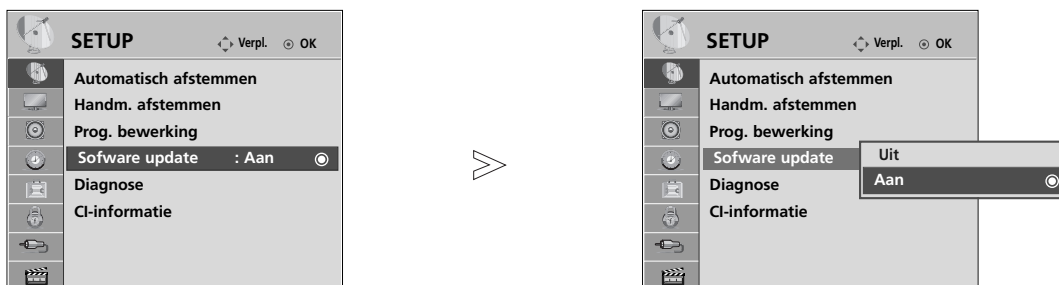 SETUP Verpl. OK
Automatisch afstemmen
Handm. afstemmen
Prog. bewerking
Sofware update : Aan
Diagnose
CI-informatie
SETUP Verpl. OK
Automatisch afstemmen
Handm. afstemmen
Prog. bewerking
Sofware update
Diagnose
CI-informatie
Uit
Aan